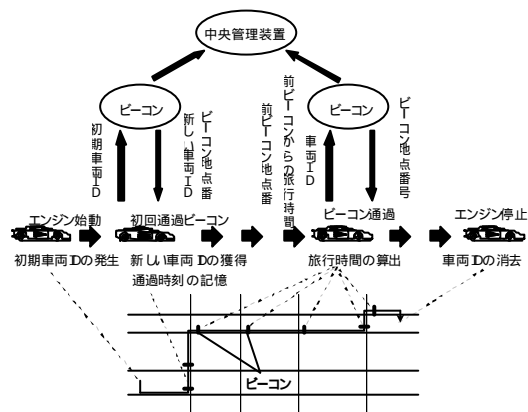 中央管理装置
ビーコン
ビーコン
初期車両ID
新しい車両ID
ビーコン地点番
前ビーコン地点番
前ビーコンからの旅行時間
車両ID
ビーコン地点番号
エンジン始動
初回通過ビーコン
ビーコン通過
エンジン停止
初期車両IDの発生
新しい車両IDの獲得
通過時刻の記憶
旅行時間の算出
車両IDの消去
ビーコン